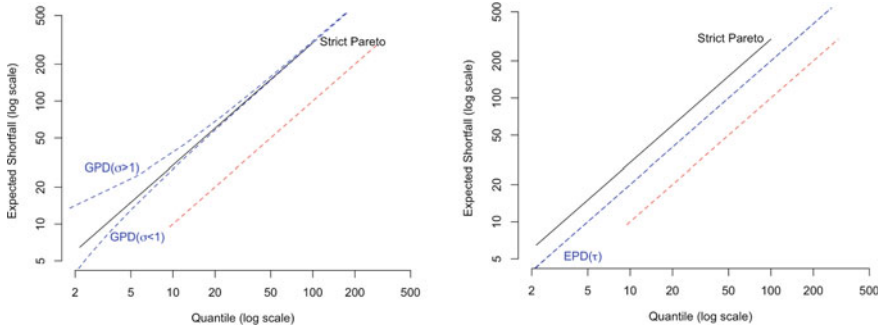 500
200
100
50
20
10
5
Expected Shortfall (log scale)
Strict Pareto
GPD(σ>1)
GPD(σ<1)
2 5 10 20 50 100 200 500
Quantile (log scale)
500
200
100
50
20
10
5
Expected Shortfall (log scale)
Strict Pareto
EPD(τ)
2 5 10 20 50 100 200 500
Quantile (log scale)